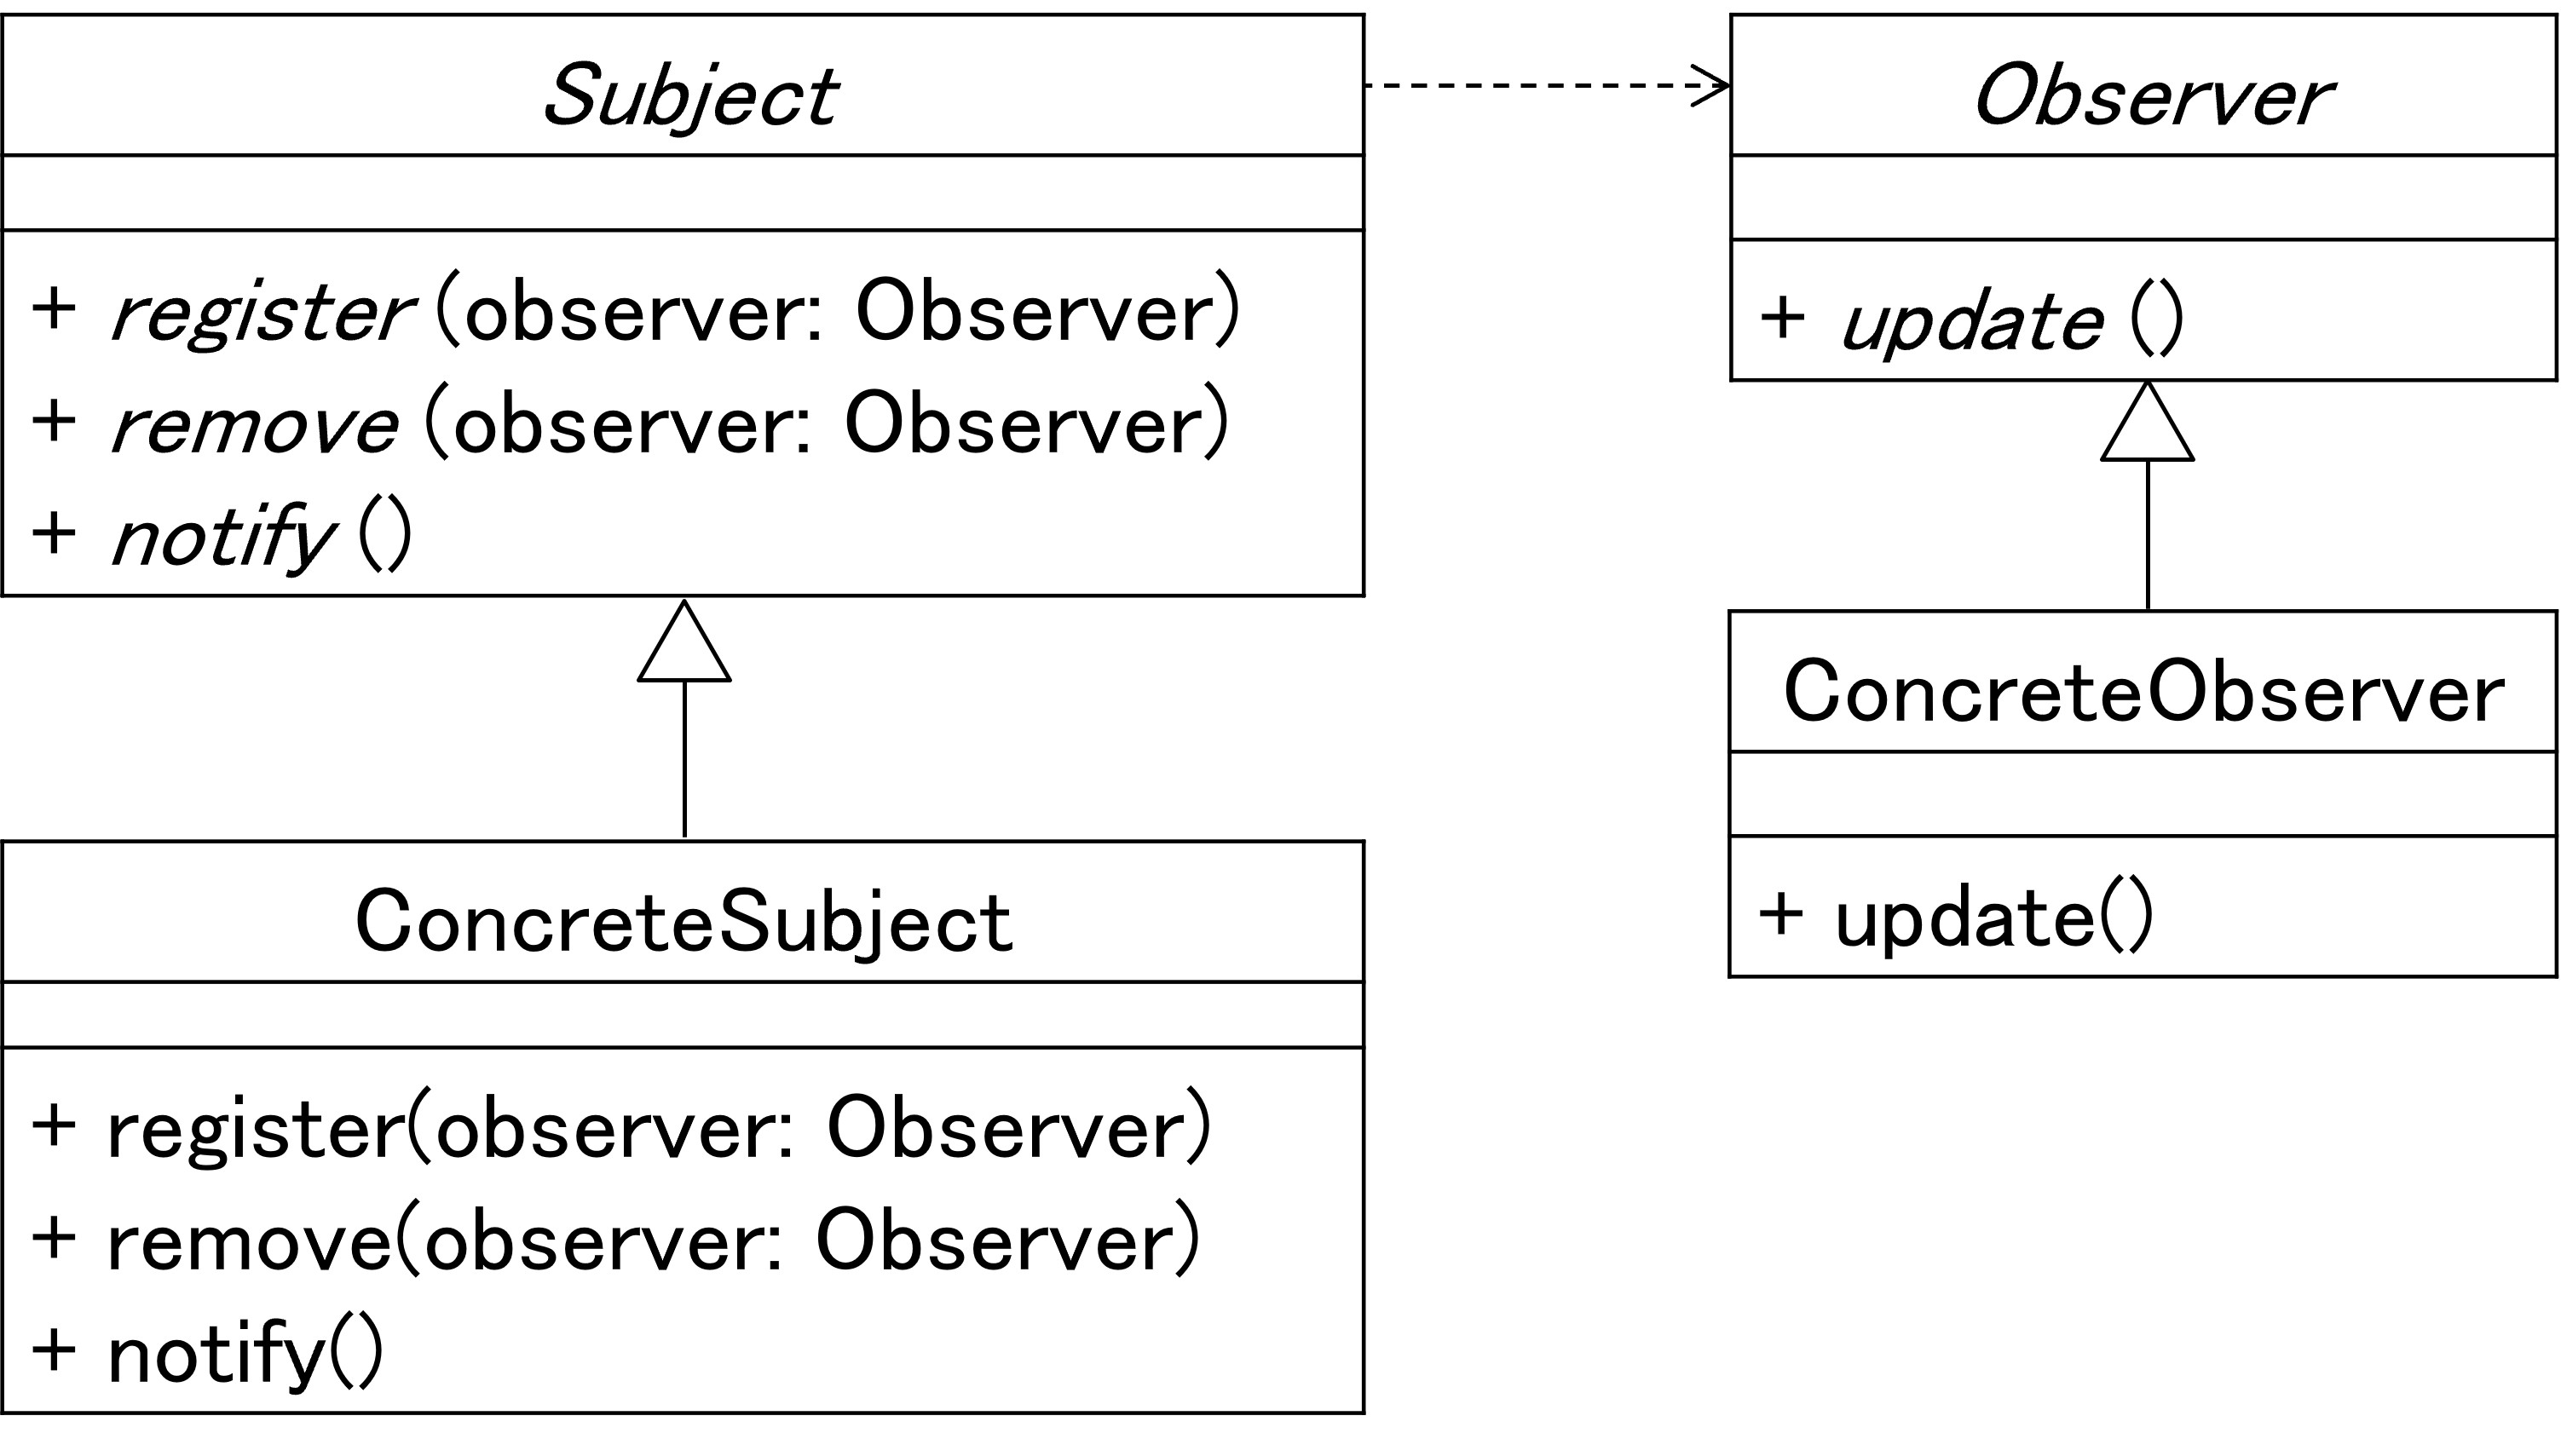 Subject
+ register (observer: Observer)
+ remove (observer: Observer)
+ notify ()
Observer
+ update ()
ConcreteSubject
+ register(observer: Observer)
+ remove(observer: Observer)
+ notify()
ConcreteObserver
+ update()